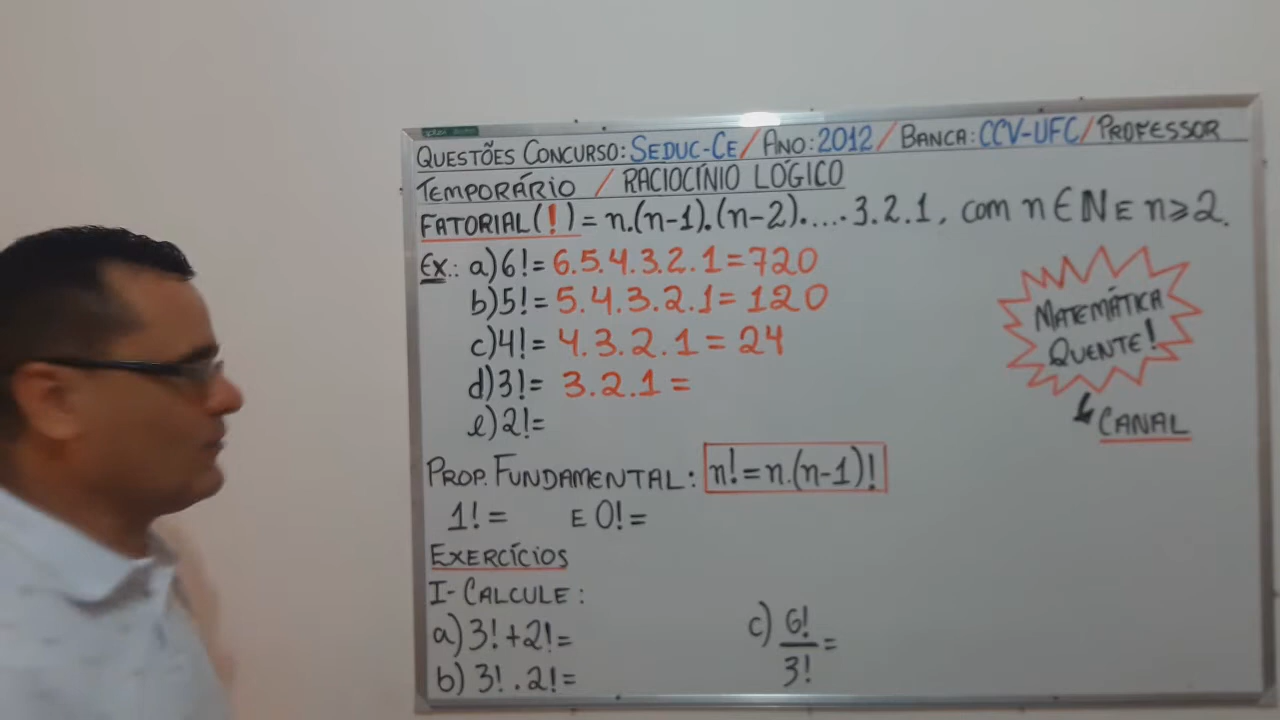 QUESTÕES CONCURSO: SEDUC-CE/ANO:2012/BANCA:CCV-UFC/PROFESSOR
TEMPORÁRIO / RACIOCÍNIO LÓGICO
FATORIAL(!) = n.(n-1).(n-2).....3.2.1, com n ∈ N E n⩾2.
EX.: a)6! = 6.5.4.3.2.1 = 720
b)5! = 5.4.3.2.1 = 120
c)4! = 4.3.2.1 = 24
d)3! = 3.2.1 =
e)2! =
MATEMÁTICA
QUENTE!
CANAL
PROP. FUNDAMENTAL: n! = n.(n-1)!
1! = E 0! =
EXERCÍCIOS
I- CALCULE:
a) 3! + 2! =
b) 3! . 2! =
c) 6!/3! =